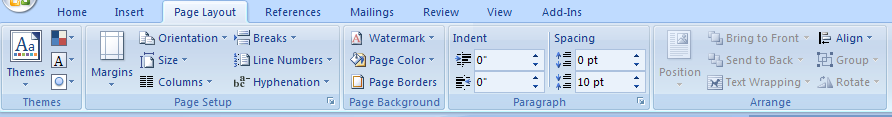 Home Insert Page Layout References Mailings Review View Add-Ins
Aa
Themes
A
Themes
Margins
Orientation
Size
Columns
Breaks
Line Numbers
Hyphenation
Page Setup
Watermark
Page Color
Page Borders
Page Background
Indent
0"
0"
Spacing
0 pt
10 pt
Paragraph
Position
Bring to Front
Send to Back
Text Wrapping
Align
Group
Rotate
Arrange